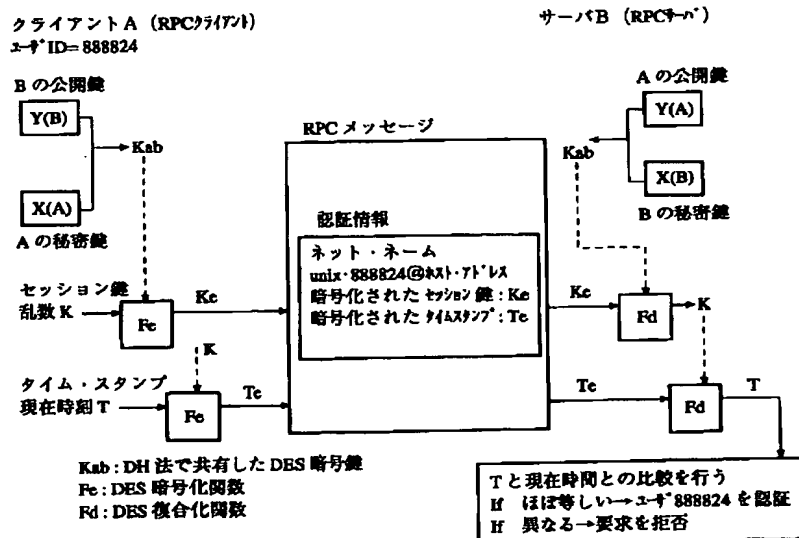 クライアントA (RPCクライアント)
ユーザID=888824
サーバB (RPCサーバ)
Bの公開鍵
Y(B)
Kab
X(A)
Aの秘密鍵
Aの公開鍵
Y(A)
Kab
X(B)
Bの秘密鍵
RPCメッセージ
認証情報
ネット・ネーム
unix・888824@ホスト・アドレス
暗号化されたセッション鍵:Ke
暗号化されたタイムスタンプ:Te
セッション鍵
乱数K
Fe
Ke
Ke
Fd
K
K
タイム・スタンプ
現在時刻T
Fe
Te
Te
Fd
T
Kab:DH法で共有したDES暗号鍵
Fe:DES暗号化関数
Fd:DES復合化関数
Tと現在時間との比較を行う
If ほぼ等しい→ユーザ888824を認証
If 異なる→要求を拒否